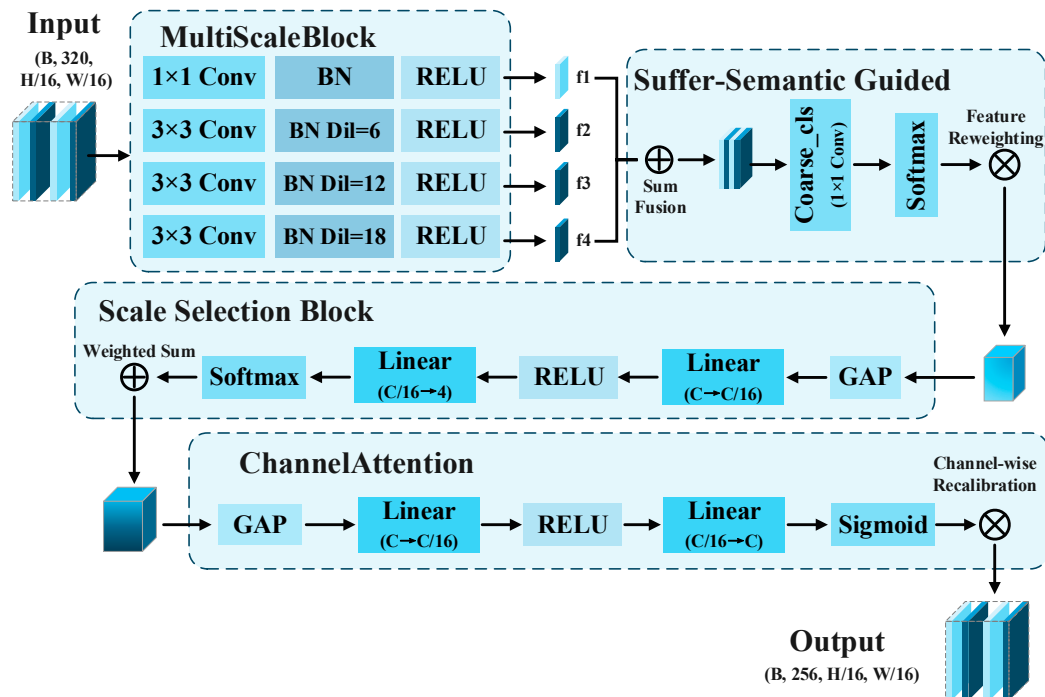 Input
(B, 320,
H/16, W/16)
MultiScaleBlock
1×1 Conv
BN
RELU
f1
3×3 Conv
BN Dil=6
RELU
f2
3×3 Conv
BN Dil=12
RELU
f3
3×3 Conv
BN Dil=18
RELU
f4
Sum
Fusion
Suffer-Semantic Guided
Coarse_cls
(1×1 Conv)
Softmax
Feature
Reweighting
Scale Selection Block
Weighted Sum
Softmax
Linear
(C/16→4)
RELU
Linear
(C→C/16)
GAP
ChannelAttention
GAP
Linear
(C→C/16)
RELU
Linear
(C/16→C)
Sigmoid
Channel-wise
Recalibration
Output
(B, 256, H/16, W/16)